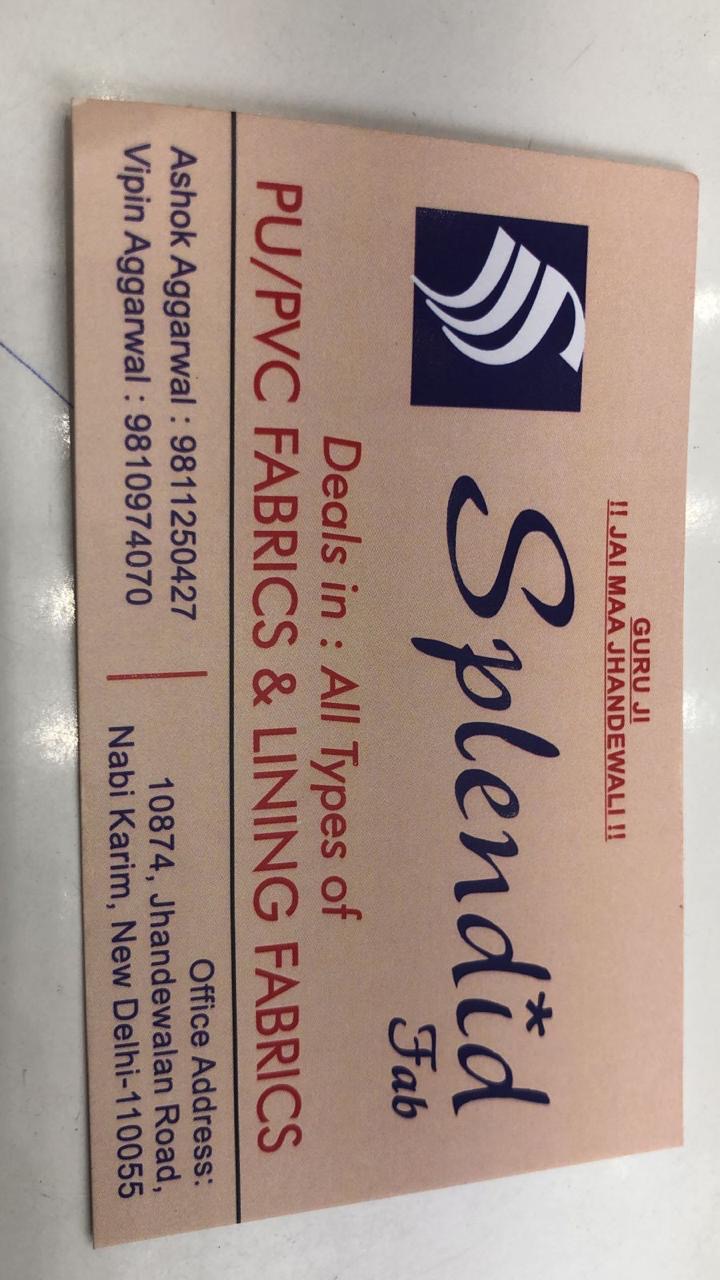 GURU JI
!! JAI MAA JHANDEWALI !!
Splendid
Fab
Deals in : All Types of
PU/PVC FABRICS & LINING FABRICS
Ashok Aggarwal : 9811250427
Vipin Aggarwal : 9810974070
Office Address:
10874, Jhandewalan Road,
Nabi Karim, New Delhi-110055